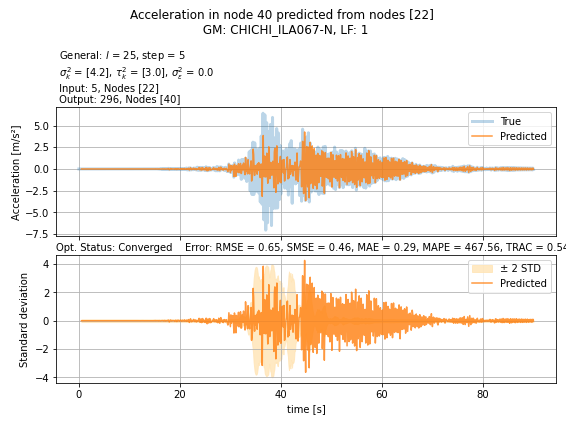 Acceleration in node 40 predicted from nodes [22]
GM: CHICHI_ILA067-N, LF: 1
General: l = 25, step = 5
σ²ₖ = [4.2], τ²ₖ = [3.0], σ²ε = 0.0
Input: 5, Nodes [22]
Output: 296, Nodes [40]
Acceleration [m/s²]
5.0
2.5
0.0
−2.5
−5.0
−7.5
True
Predicted
Opt. Status: Converged Error: RMSE = 0.65, SMSE = 0.46, MAE = 0.29, MAPE = 467.56, TRAC = 0.54
Standard deviation
4
2
0
−2
−4
± 2 STD
Predicted
0 20 40 60 80
time [s]